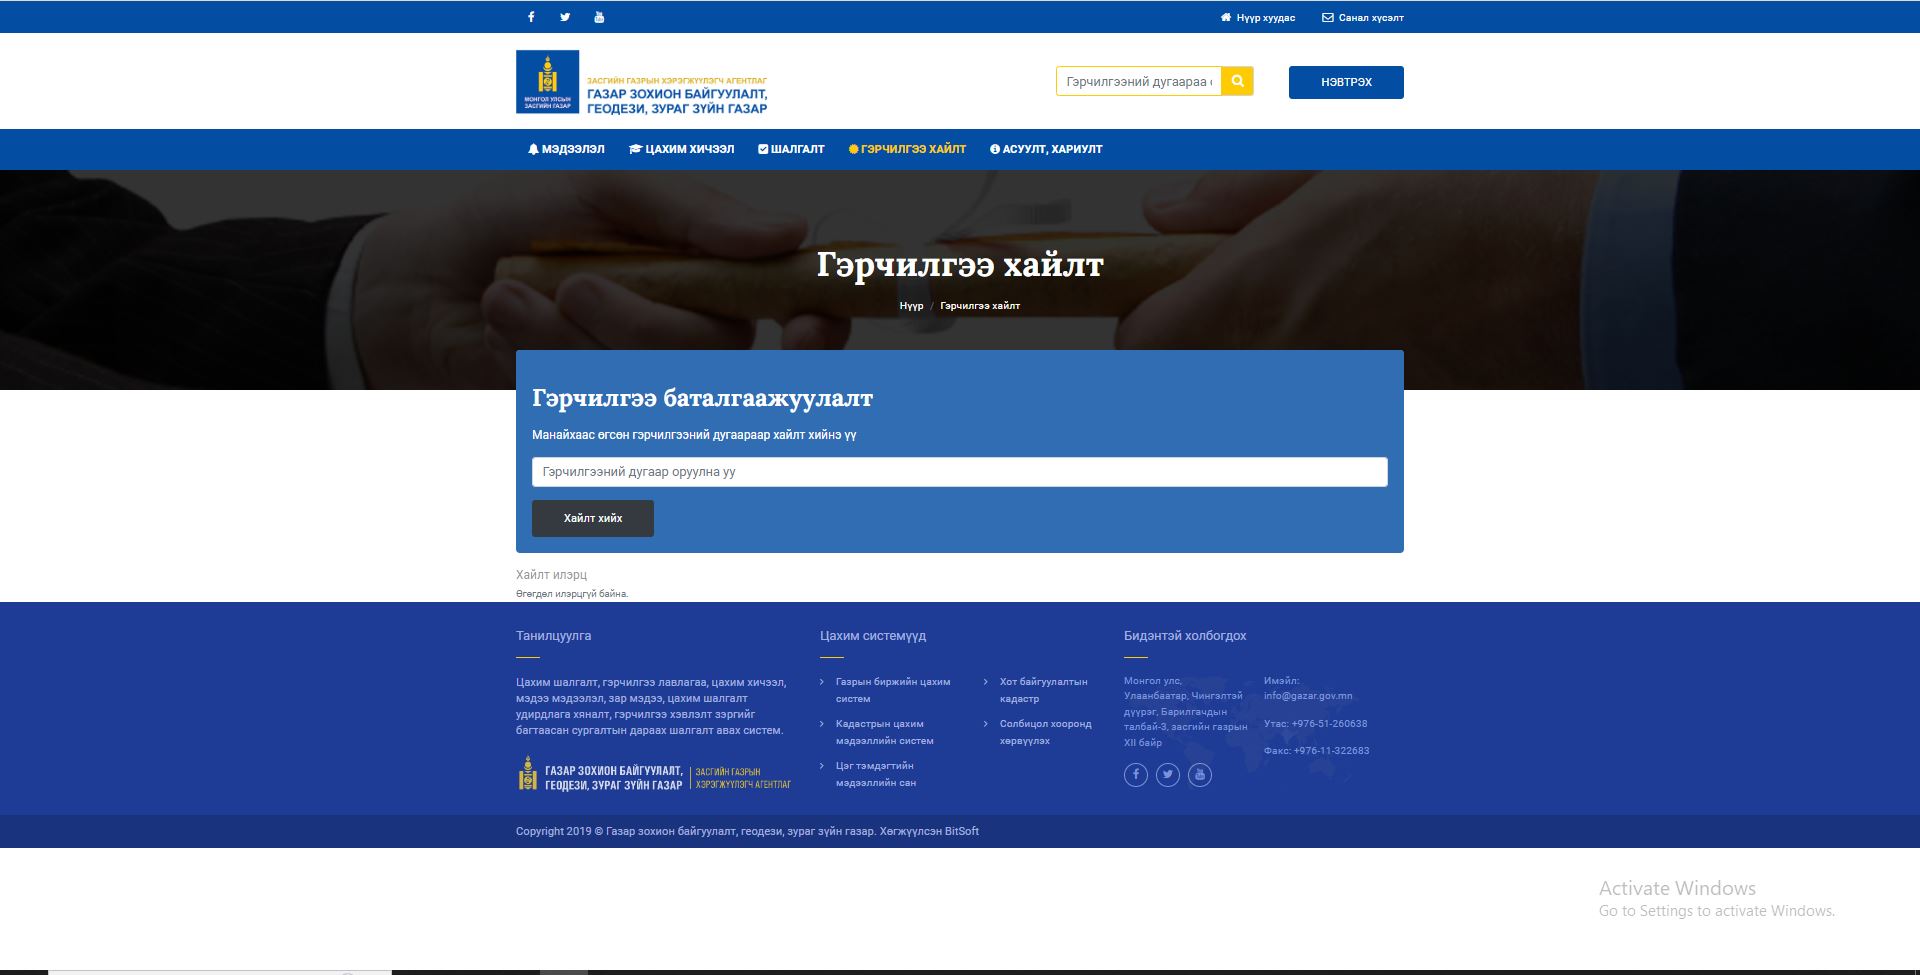 Нүүр хуудас
Санал хүсэлт
МОНГОЛ УЛСЫН
ЗАСГИЙН ГАЗАР
ЗАСГИЙН ГАЗРЫН ХЭРЭГЖҮҮЛЭГЧ АГЕНТЛАГ
ГАЗАР ЗОХИОН БАЙГУУЛАЛТ,
ГЕОДЕЗИ, ЗУРАГ ЗҮЙН ГАЗАР
Гэрчилгээний дугаараа
НЭВТРЭХ
МЭДЭЭЛЭЛ
ЦАХИМ ХИЧЭЭЛ
ШАЛГАЛТ
ГЭРЧИЛГЭЭ ХАЙЛТ
АСУУЛТ, ХАРИУЛТ
Гэрчилгээ хайлт
Нүүр / Гэрчилгээ хайлт
Гэрчилгээ баталгаажуулалт
Манайхаас өгсөн гэрчилгээний дугаараар хайлт хийнэ үү
Гэрчилгээний дугаар оруулна уу
Хайлт хийх
Хайлт илэрц
Өгөгдөл илэрцгүй байна.
Танилцуулга
Цахим шалгалт, гэрчилгээ лавлагаа, цахим хичээл,
мэдээ мэдээлэл, зар мэдээ, цахим шалгалт
удирдлага хяналт, гэрчилгээ хэвлэлт зэргийг
багтаасан сургалтын дараах шалгалт авах систем.
ГАЗАР ЗОХИОН БАЙГУУЛАЛТ,
ГЕОДЕЗИ, ЗУРАГ ЗҮЙН ГАЗАР
ЗАСГИЙН ГАЗРЫН
ХЭРЭГЖҮҮЛЭГЧ АГЕНТЛАГ
Цахим системүүд
Газрын биржийн цахим
систем
Кадастрын цахим
мэдээллийн систем
Цэг тэмдэгтийн
мэдээллийн сан
Хот байгуулалтын
кадастр
Солбицол хооронд
хөрвүүлэх
Бидэнтэй холбогдох
Монгол улс,
Улаанбаатар, Чингэлтэй
дүүрэг, Барилгачдын
талбай-3, засгийн газрын
XII байр
Имэйл:
info@gazar.gov.mn
Утас: +976-51-260638
Факс: +976-11-322683
Copyright 2019 © Газар зохион байгуулалт, геодези, зураг зүйн газар. Хөгжүүлсэн BitSoft
Activate Windows
Go to Settings to activate Windows.